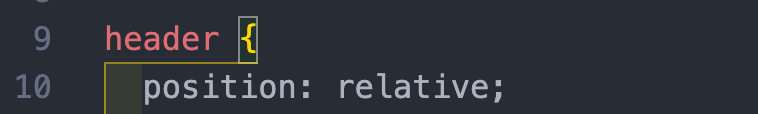 9 header {
10 position: relative;